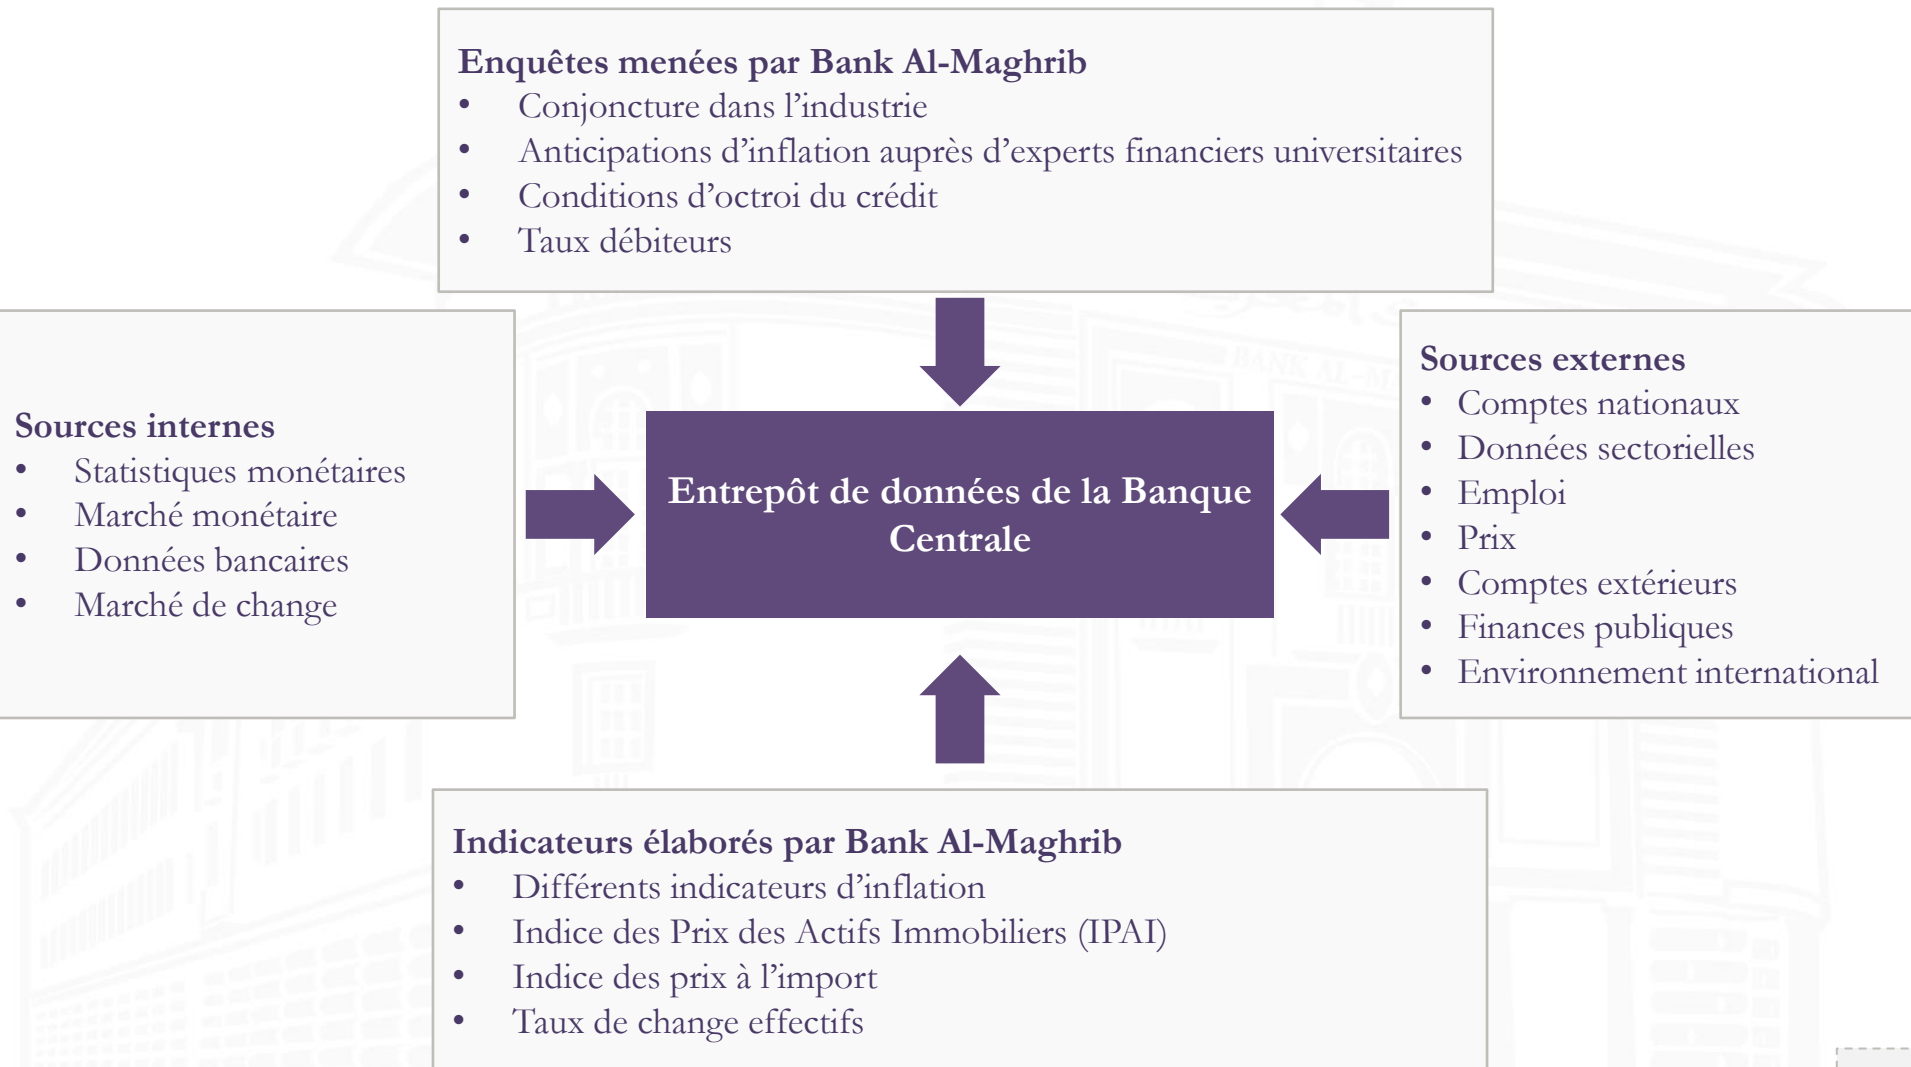 Enquêtes menées par Bank Al-Maghrib
• Conjoncture dans l’industrie
• Anticipations d’inflation auprès d’experts financiers universitaires
• Conditions d’octroi du crédit
• Taux débiteurs
Sources internes
• Statistiques monétaires
• Marché monétaire
• Données bancaires
• Marché de change
Entrepôt de données de la Banque
Centrale
Sources externes
• Comptes nationaux
• Données sectorielles
• Emploi
• Prix
• Comptes extérieurs
• Finances publiques
• Environnement international
Indicateurs élaborés par Bank Al-Maghrib
• Différents indicateurs d’inflation
• Indice des Prix des Actifs Immobiliers (IPAI)
• Indice des prix à l’import
• Taux de change effectifs